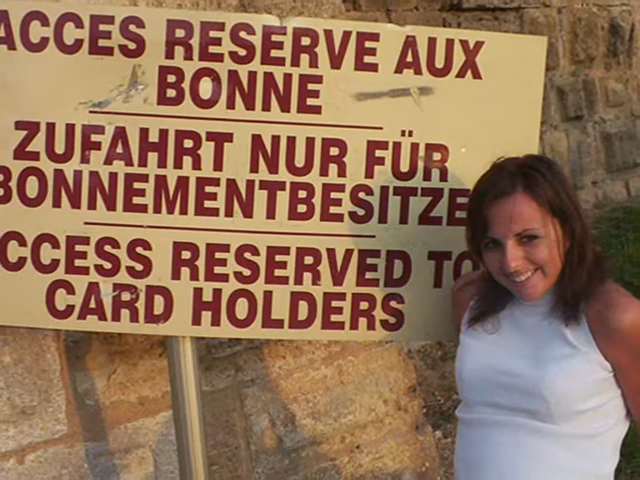 ACCES RESERVE AUX
BONNE
ZUFAHRT NUR FÜR
BONNEMENTBESITZE
CCESS RESERVED TO
CARD HOLDERS